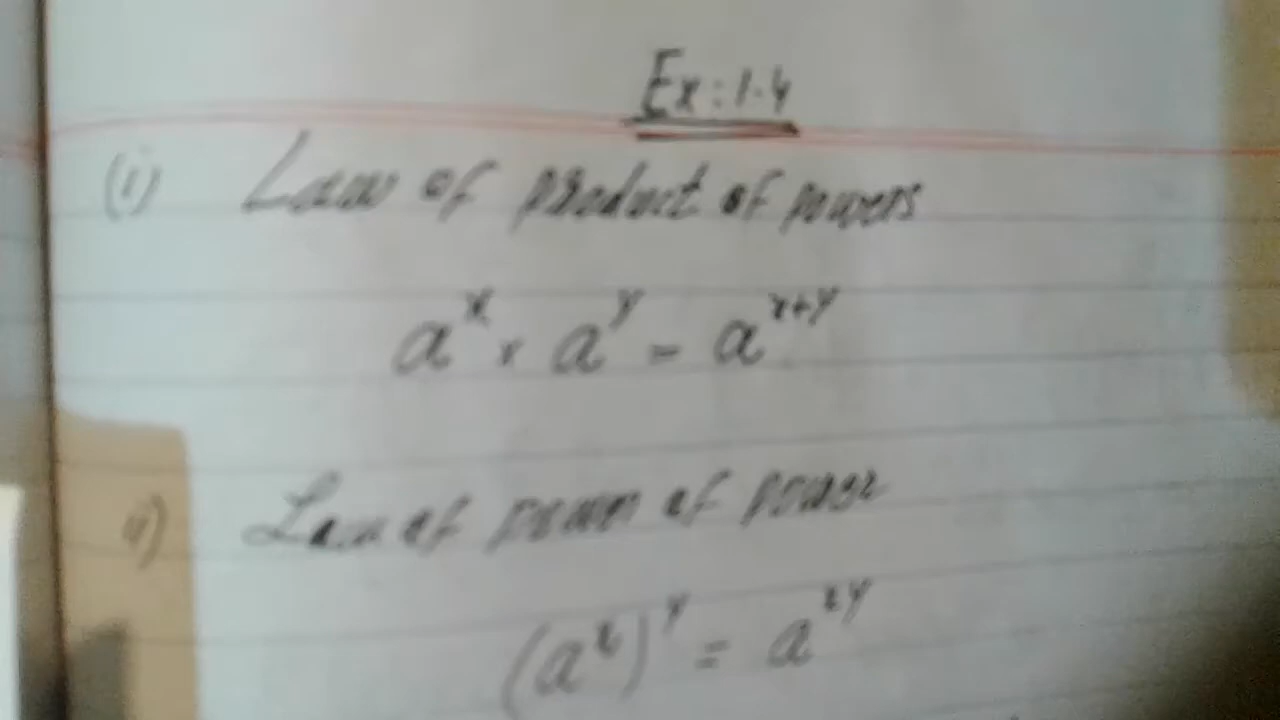 Ex: 1.4
(i) Law of product of powers
a^x × a^y = a^{x+y}
ii) Law of power of power
(a^x)^y = a^{xy}